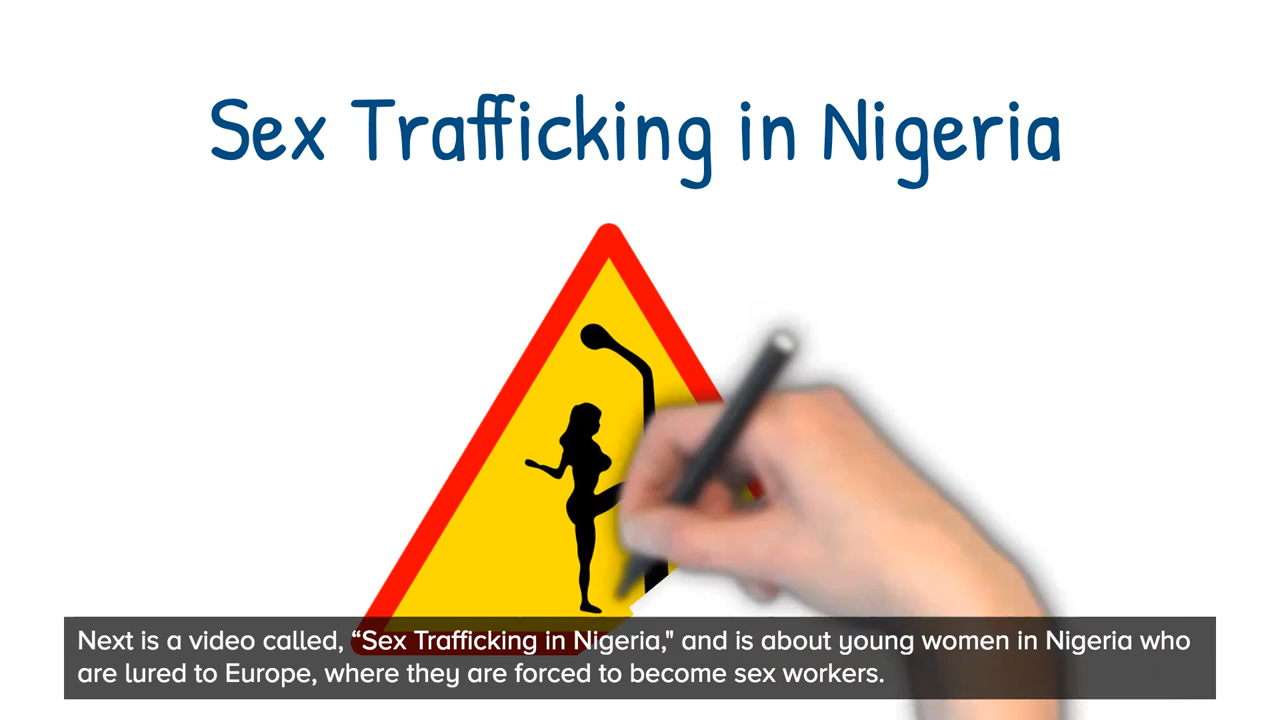 Sex Trafficking in Nigeria
Next is a video called, “Sex Trafficking in Nigeria," and is about young women in Nigeria who
are lured to Europe, where they are forced to become sex workers.